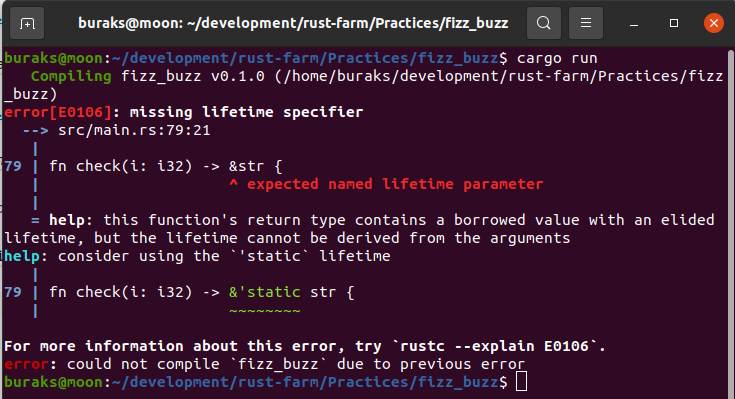 buraks@moon: ~/development/rust-farm/Practices/fizz_buzz
buraks@moon:~/development/rust-farm/Practices/fizz_buzz$ cargo run
   Compiling fizz_buzz v0.1.0 (/home/buraks/development/rust-farm/Practices/fizz
_buzz)
error[E0106]: missing lifetime specifier
  --> src/main.rs:79:21
   |
79 | fn check(i: i32) -> &str {
   |                     ^ expected named lifetime parameter
   |
   = help: this function's return type contains a borrowed value with an elided
lifetime, but the lifetime cannot be derived from the arguments
help: consider using the `'static` lifetime
   |
79 | fn check(i: i32) -> &'static str {
   |                     ~~~~~~~~

For more information about this error, try `rustc --explain E0106`.
error: could not compile `fizz_buzz` due to previous error
buraks@moon:~/development/rust-farm/Practices/fizz_buzz$